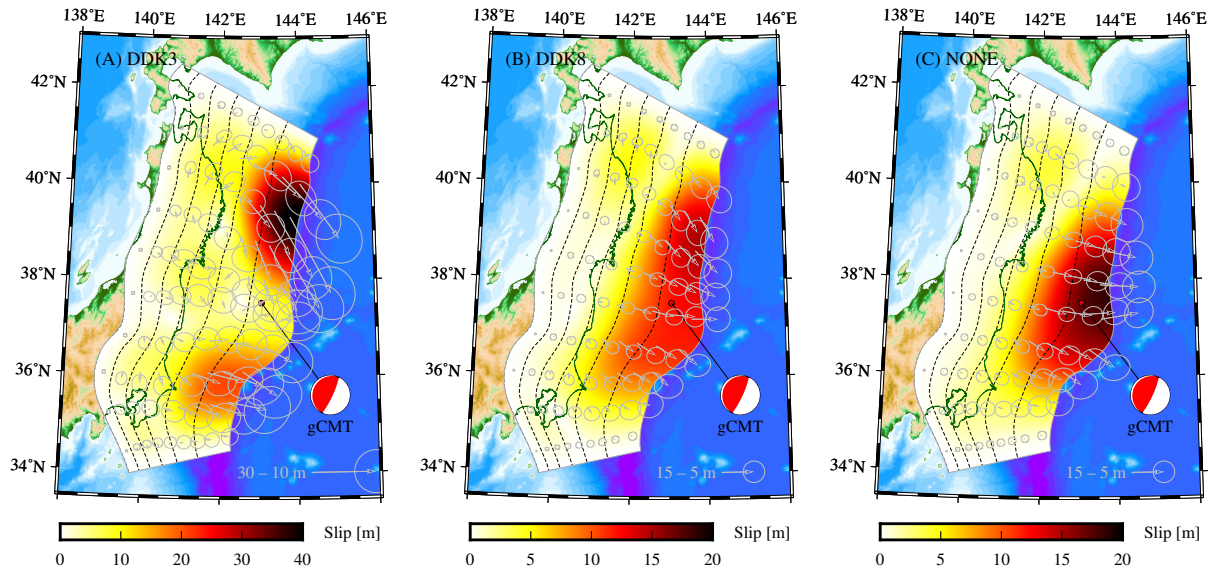 138°E 140°E 142°E 144°E 146°E
42°N
40°N
38°N
36°N
34°N
(A) DDK3
gCMT
30 – 10 m
0 10 20 30 40
Slip [m]
138°E 140°E 142°E 144°E 146°E
42°N
40°N
38°N
36°N
34°N
(B) DDK8
gCMT
15 – 5 m
0 5 10 15 20
Slip [m]
138°E 140°E 142°E 144°E 146°E
42°N
40°N
38°N
36°N
34°N
(C) NONE
gCMT
15 – 5 m
0 5 10 15 20
Slip [m]